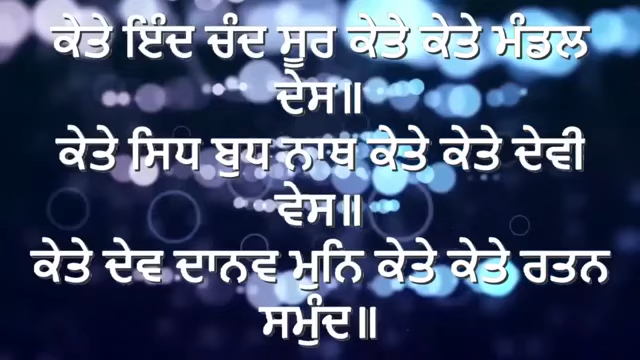 ਕੇਤੇ ਇੰਦ ਚੰਦ ਸੂਰ ਕੇਤੇ ਕੇਤੇ ਮੰਡਲ
ਦੇਸ॥
ਕੇਤੇ ਸਿਧ ਬੁਧ ਨਾਥ ਕੇਤੇ ਕੇਤੇ ਦੇਵੀ
ਵੇਸ॥
ਕੇਤੇ ਦੇਵ ਦਾਨਵ ਮੁਨਿ ਕੇਤੇ ਕੇਤੇ ਰਤਨ
ਸਮੁੰਦ॥